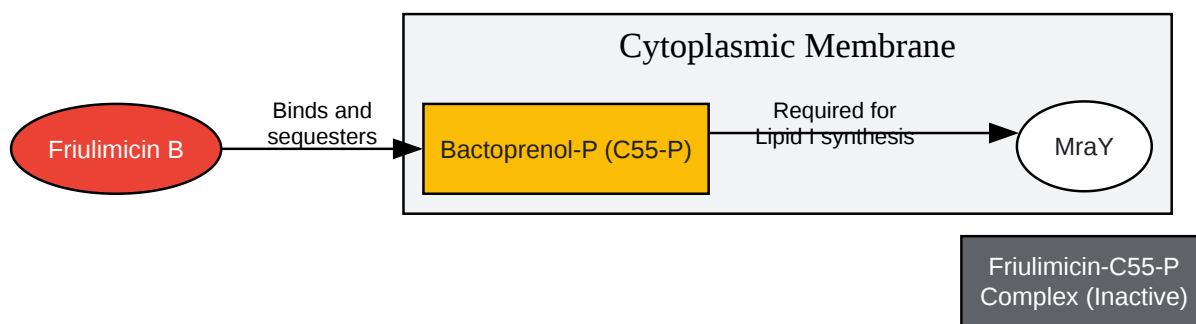 Cytoplasmic Membrane
Friulimicin B
Binds and
sequesters
Bactoprenol-P (C55-P)
Required for
Lipid I synthesis
MraY
Friulimicin-C55-P
Complex (Inactive)